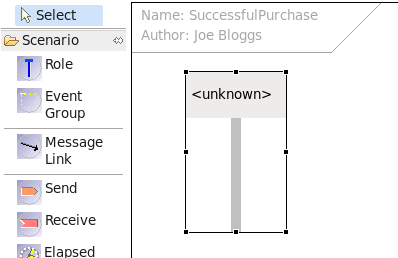 Select
Scenario
Role
Event
Group
Message
Link
Send
Receive
Elapsed
Name: SuccessfulPurchase
Author: Joe Bloggs
<unknown>